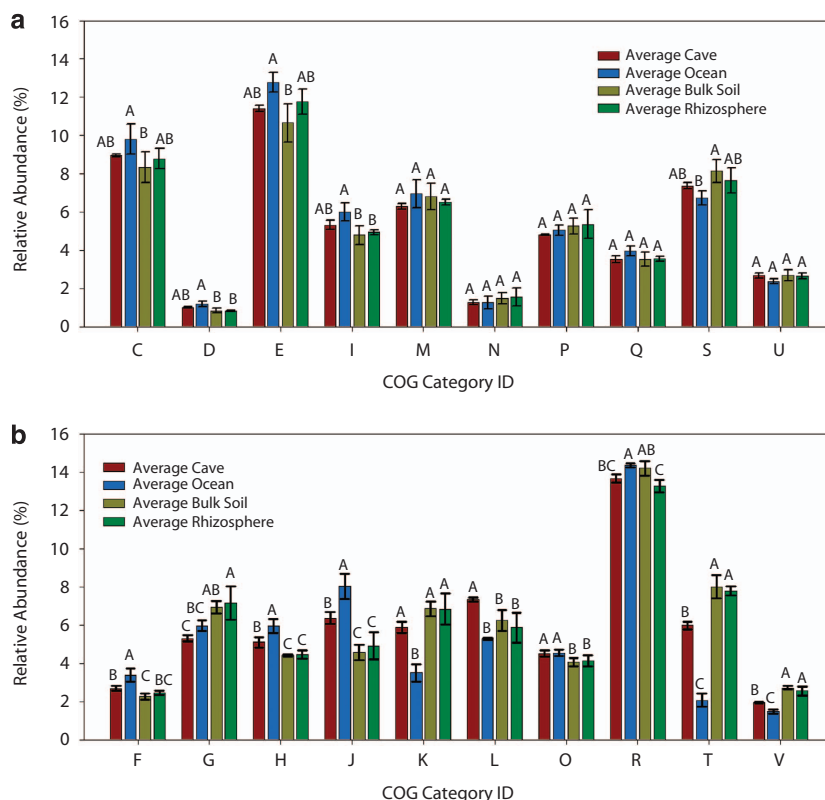 a
16
14
12
10
8
6
4
2
0
Relative Abundance (%)
Average Cave
Average Ocean
Average Bulk Soil
Average Rhizosphere
AB A B AB
AB A B B
AB A B AB
AB A B B
A A A A
A A A A
A A A A
A A A A
AB B A AB
A A A A
C D E I M N P Q S U
COG Category ID
b
16
14
12
10
8
6
4
2
0
Relative Abundance (%)
Average Cave
Average Ocean
Average Bulk Soil
Average Rhizosphere
B A C BC
C BC AB A
B A C C
B A C C
A B A A
A B B B
A A B B
BC A AB C
B C A A
B C A A
F G H J K L O R T V
COG Category ID